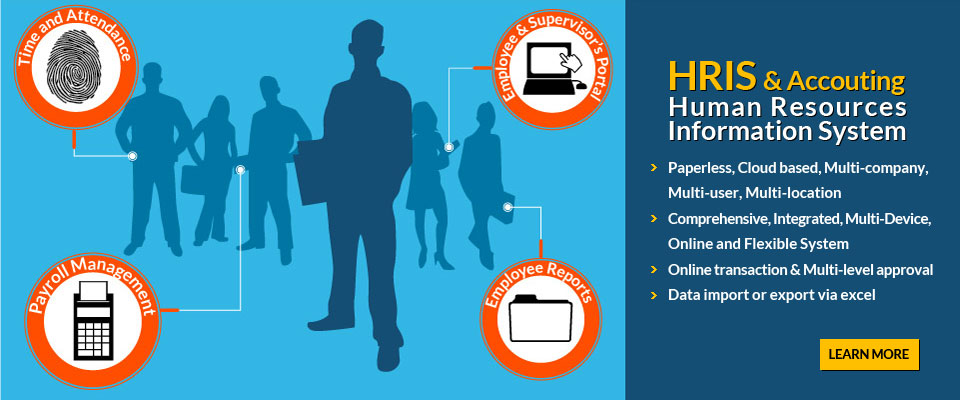 Time and Attendance
Employee & Supervisor's Portal
Payroll Management
Employee Reports
HRIS & Accouting
Human Resources
Information System
Paperless, Cloud based, Multi-company,
Multi-user, Multi-location
Comprehensive, Integrated, Multi-Device,
Online and Flexible System
Online transaction & Multi-level approval
Data import or export via excel
LEARN MORE